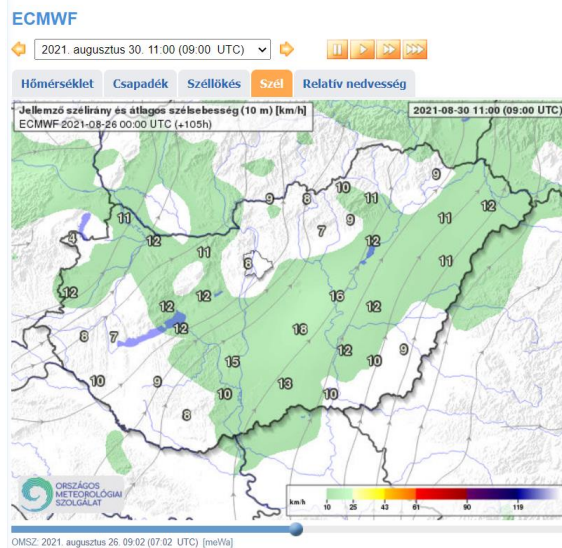 ECMWF
2021. augusztus 30. 11:00 (09:00 UTC)
Hőmérséklet Csapadék Széllökés Szél Relatív nedvesség
Jellemző szélirány és átlagos szélsebesség (10 m) [km/h] 2021-08-30 11:00 (09:00 UTC)
ECMWF 2021-08-26 00:00 UTC (+105h)
9
10
9 8 11
12
11 9 11
4 12 7 12
11 8
11
12 12 16
12 12
12 18
8 7
15 12 9
10
10 9 13
10 10
8
ORSZÁGOS
METEOROLÓGIAI
SZOLGÁLAT
km/h
10 25 43 61 90 119
OMSZ: 2021. augusztus 26. 09:02 (07:02 UTC) [meWa]